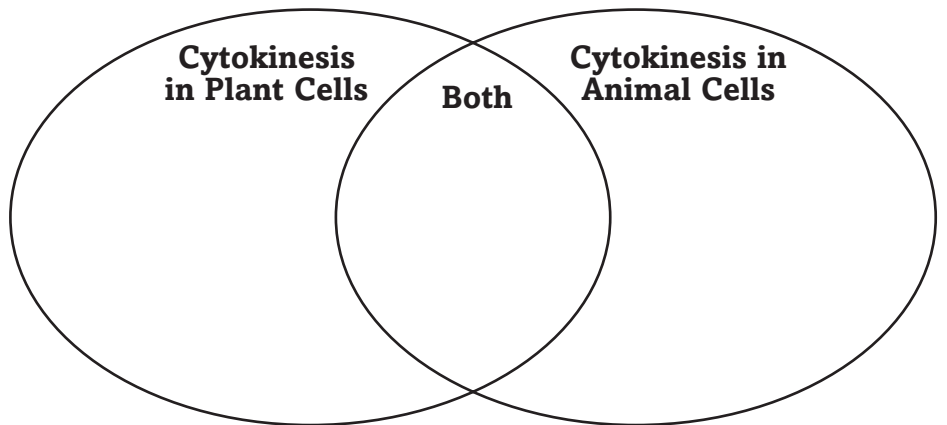 Cytokinesis
in Plant Cells
Both
Cytokinesis in
Animal Cells